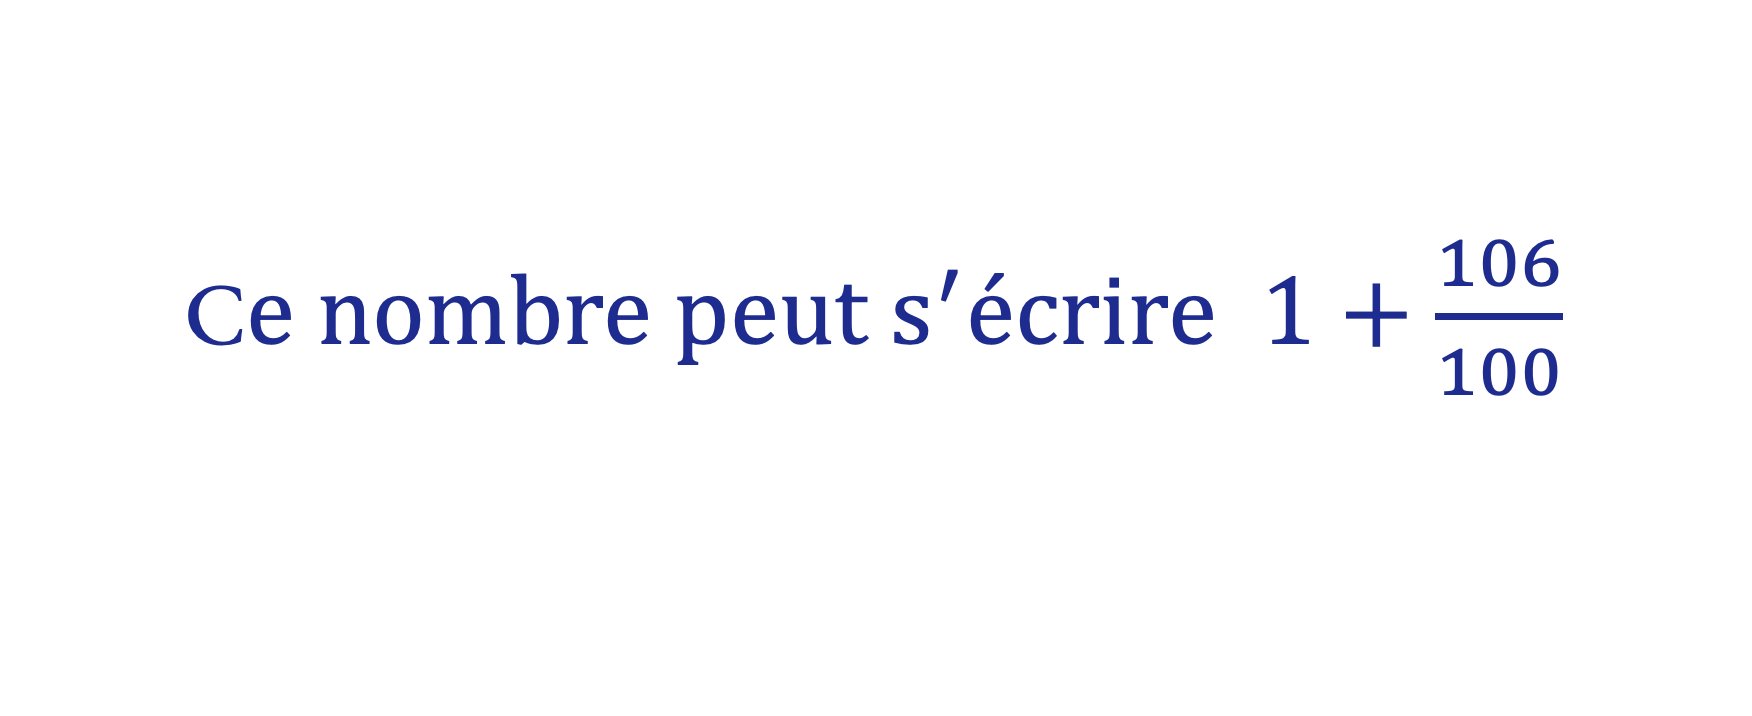 Ce nombre peut s′écrire 1 + 106/100